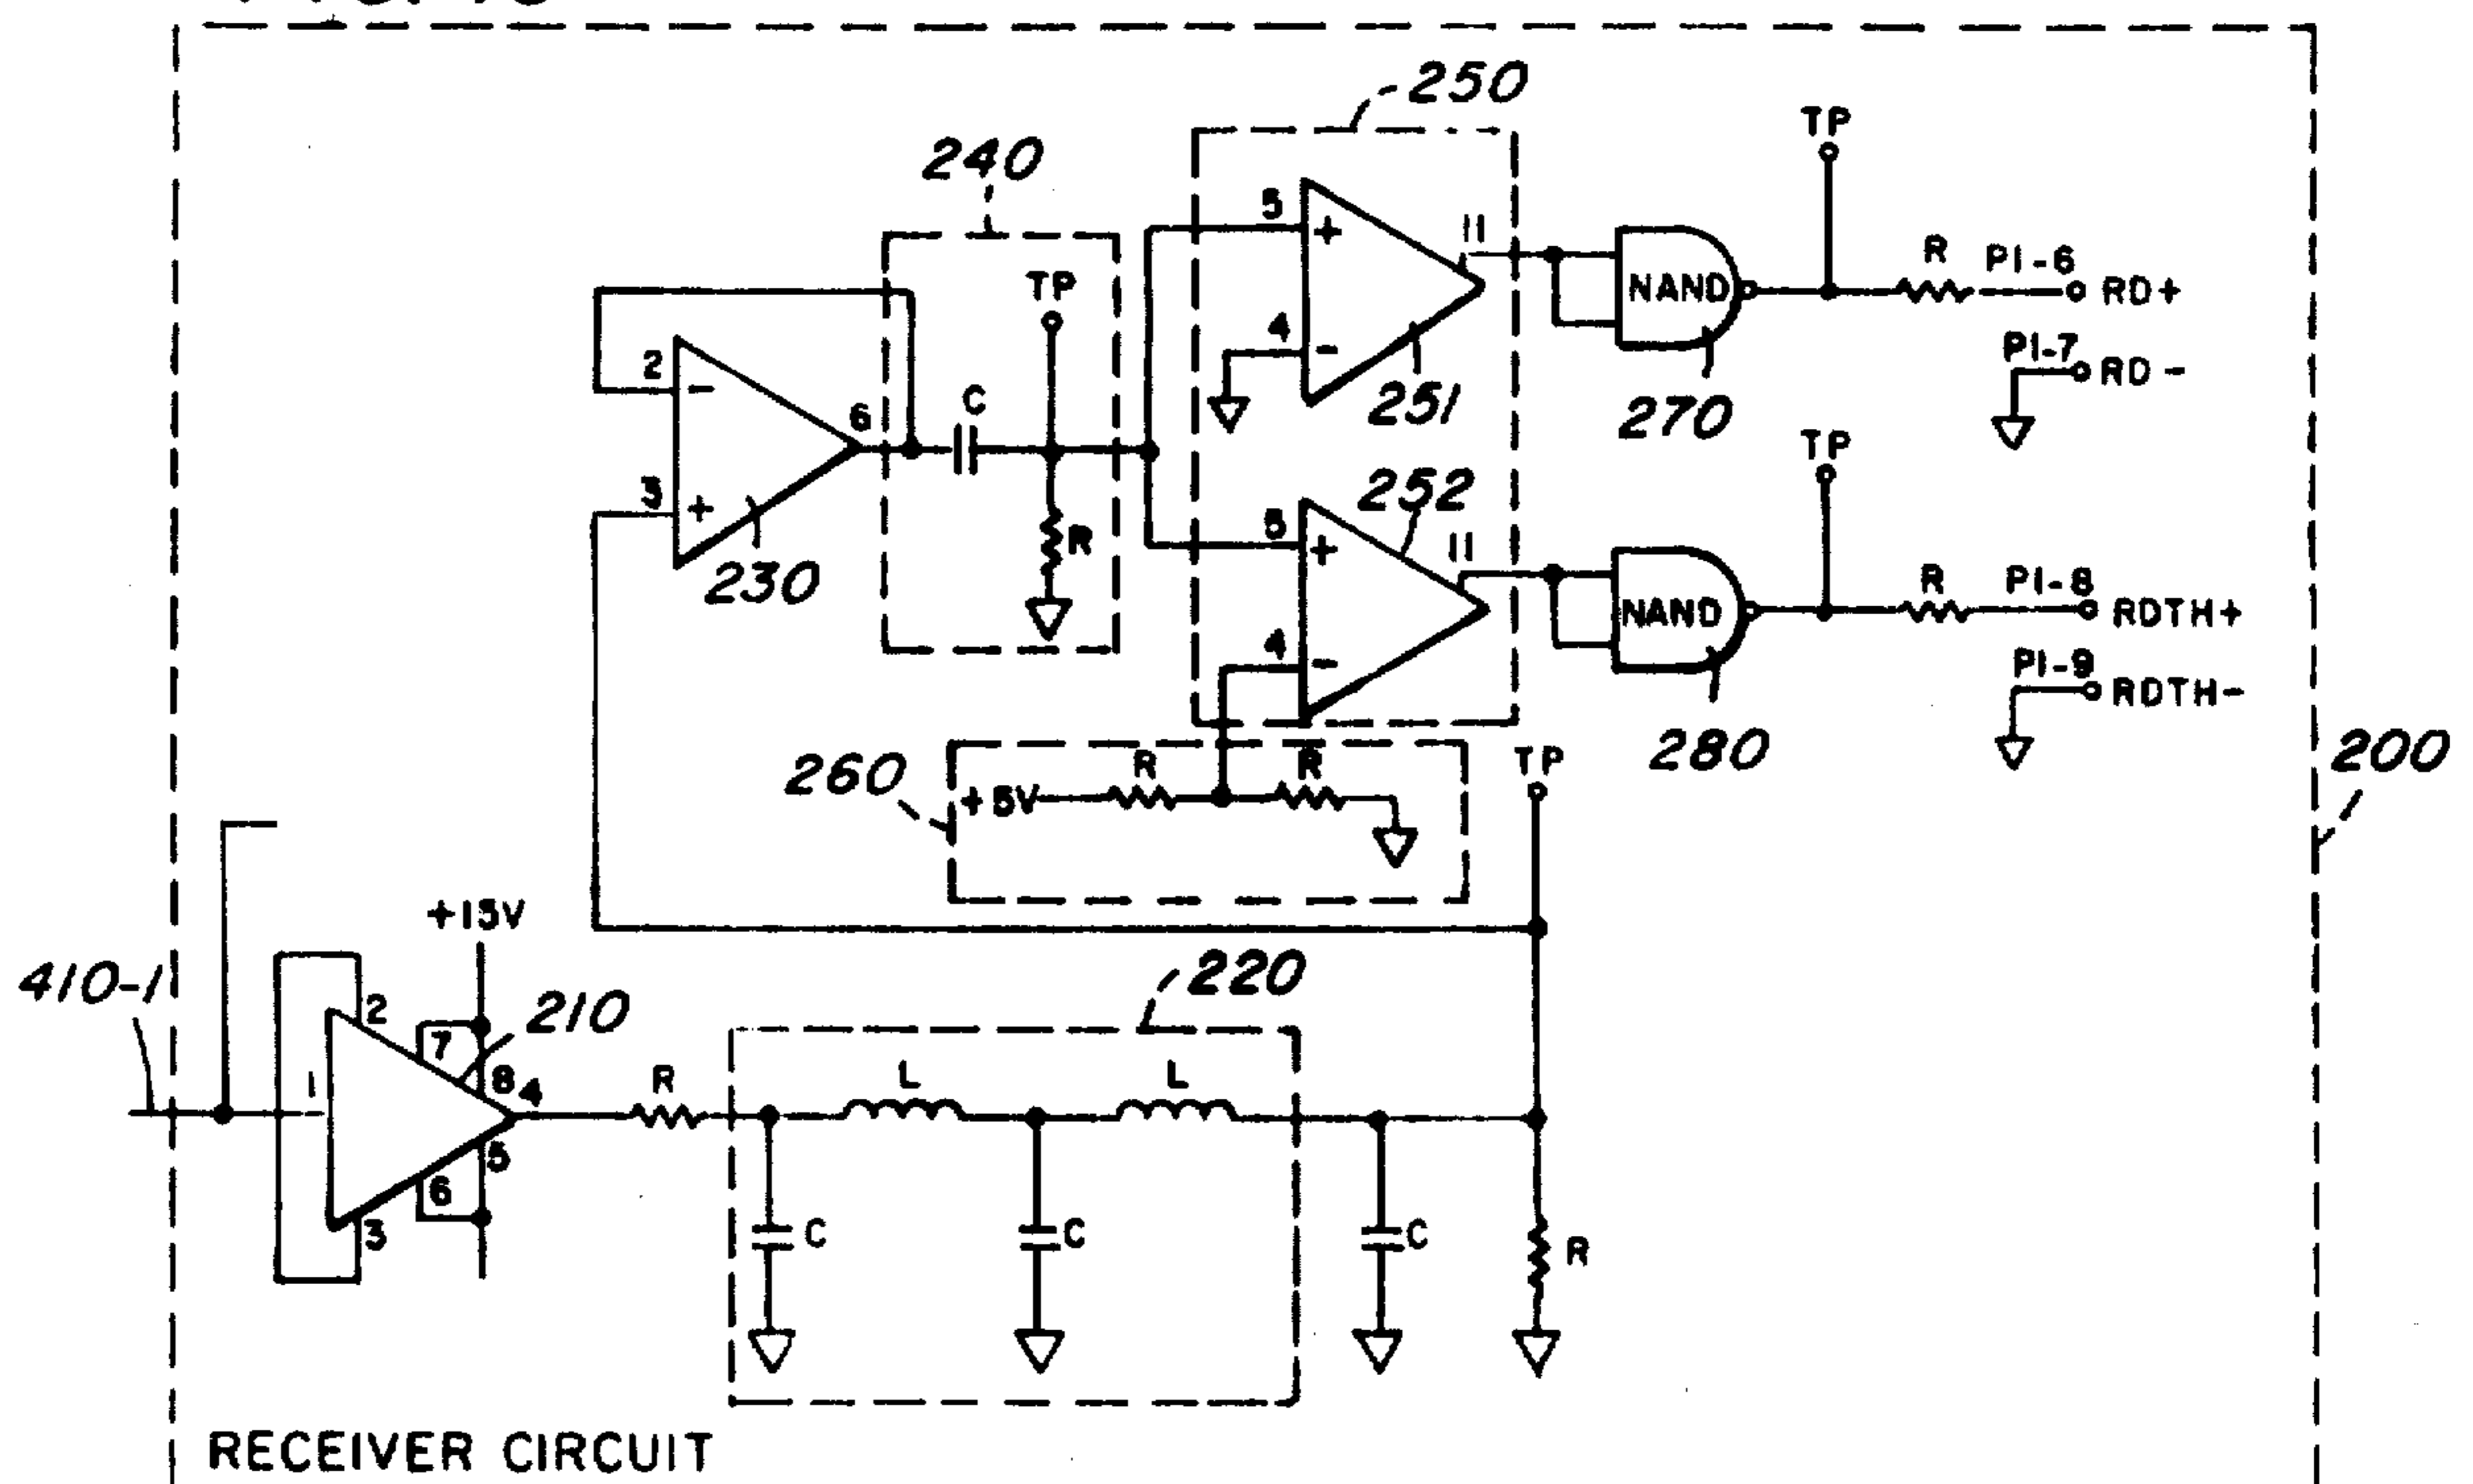 250
TP
240
5
+
11
R
P1-6
NAND
RD+
TP
4
-
P1-7
RD-
2
-
6
C
251
270
TP
3
+
252
5
+
11
R
230
R
P1-8
NAND
RDTH+
4
-
P1-9
RDTH-
280
200
260
R
R
TP
+5V
+15V
410-1
220
2
210
7
1
8
4
R
L
L
5
6
3
C
C
C
R
RECEIVER CIRCUIT